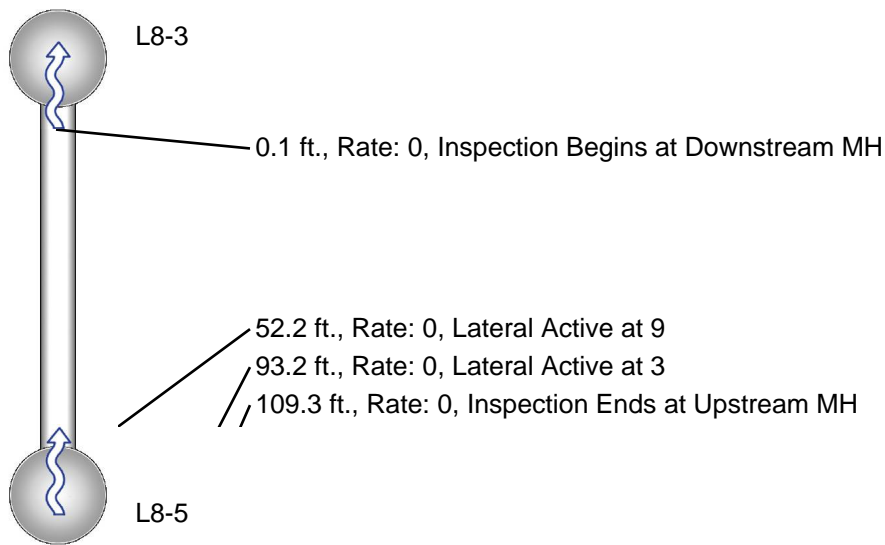 L8-3
0.1 ft., Rate: 0, Inspection Begins at Downstream MH
52.2 ft., Rate: 0, Lateral Active at 9
93.2 ft., Rate: 0, Lateral Active at 3
109.3 ft., Rate: 0, Inspection Ends at Upstream MH
L8-5